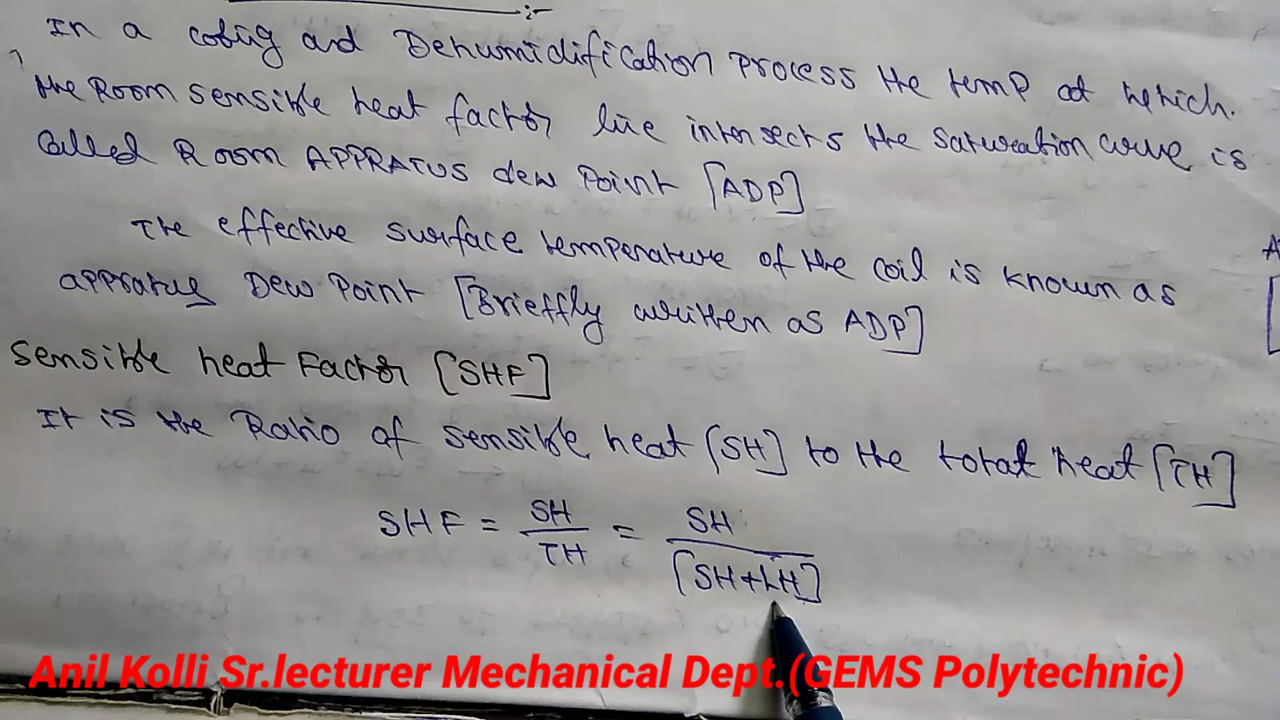 In a coling and Dehumidification process the temp at which.
the Room sensible heat factor line intersects the Saturation curve is
Called Room APPRATUS dew Point [ADP]
The effective surface temperature of the coil is known as
appratus Dew Point [Brieffly written as ADP]
Sensible heat Factor [SHF]
It is the Ratio of sensible heat [SH] to the total heat [TH]
SHF = SH/TH = SH/[SH+LH]
Anil Kolli Sr.lecturer Mechanical Dept.(GEMS Polytechnic)